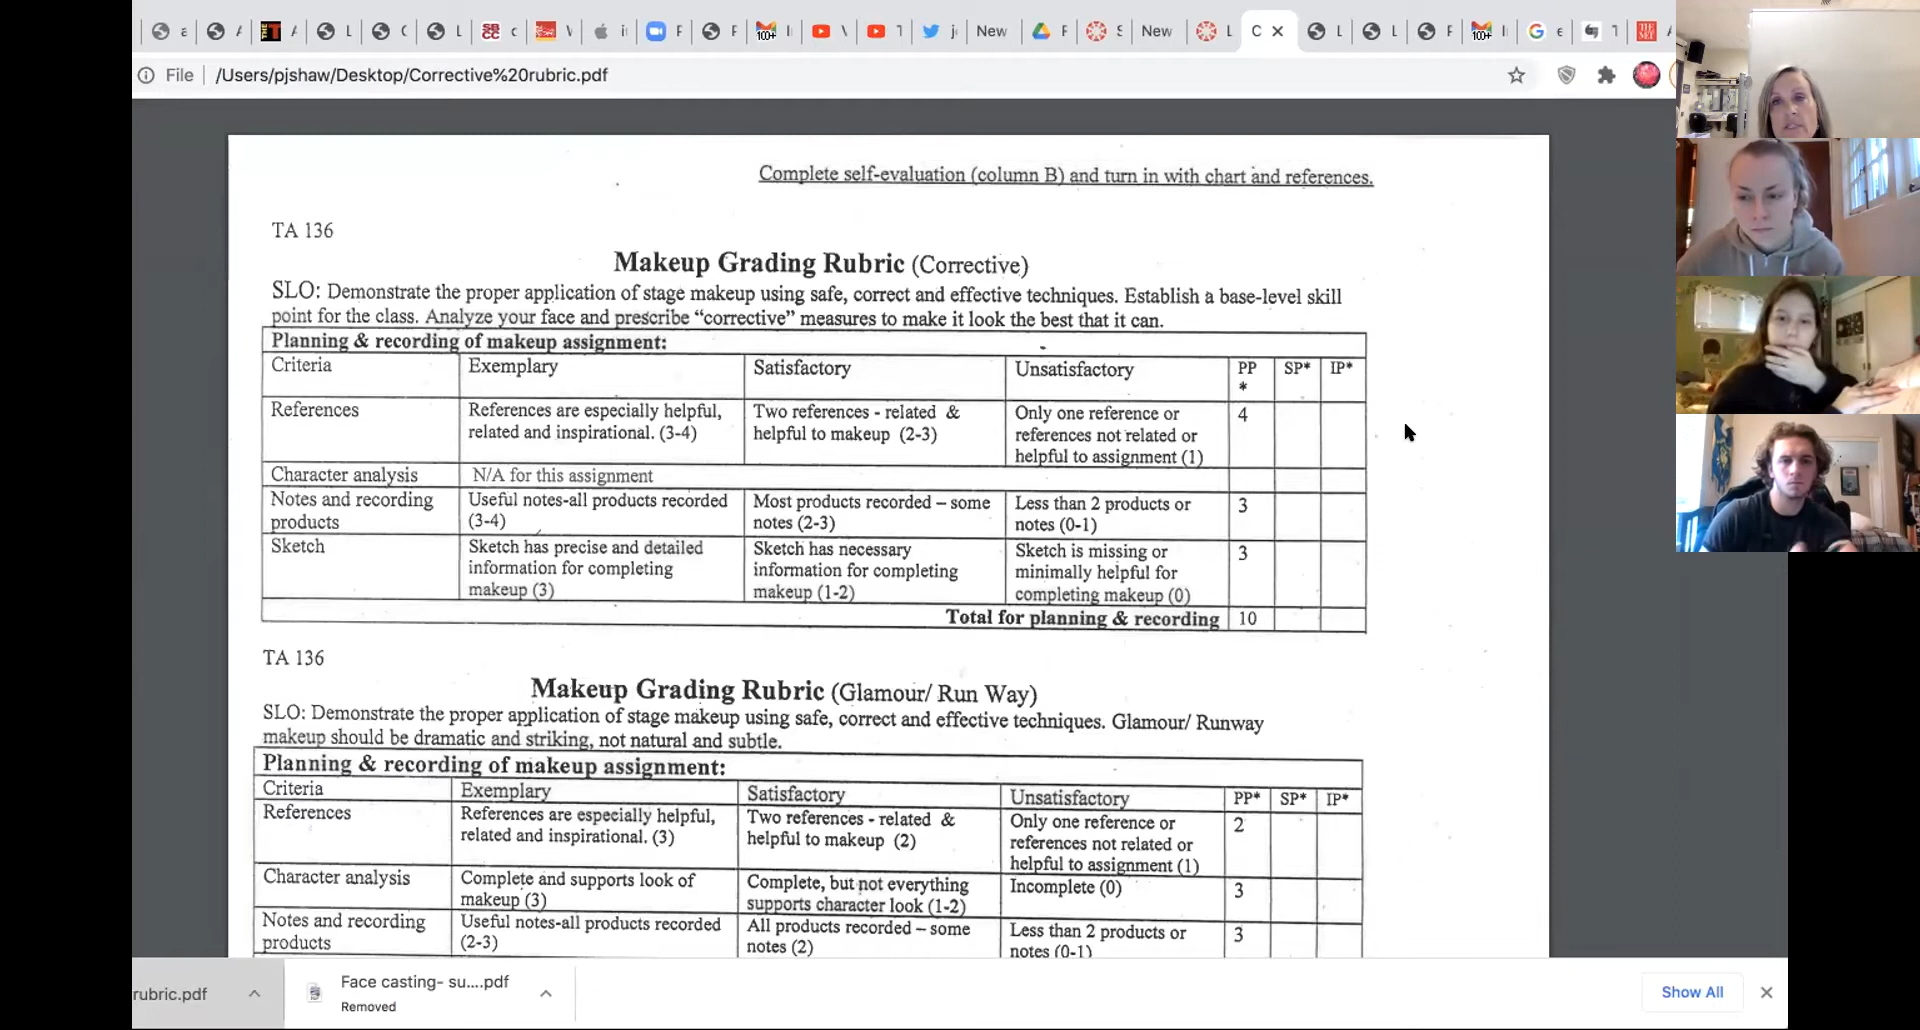 New
New
C
File
/Users/pjshaw/Desktop/Corrective%20rubric.pdf
Complete self-evaluation (column B) and turn in with chart and references.
TA 136
Makeup Grading Rubric (Corrective)
SLO: Demonstrate the proper application of stage makeup using safe, correct and effective techniques. Establish a base-level skill
point for the class. Analyze your face and prescribe “corrective” measures to make it look the best that it can.
Planning & recording of makeup assignment:
Criteria Exemplary Satisfactory Unsatisfactory PP SP* IP*
*
References References are especially helpful, Two references - related & Only one reference or 4
related and inspirational. (3-4) helpful to makeup (2-3) references not related or
helpful to assignment (1)
Character analysis N/A for this assignment
Notes and recording Useful notes-all products recorded Most products recorded – some Less than 2 products or 3
products (3-4) notes (2-3) notes (0-1)
Sketch Sketch has precise and detailed Sketch has necessary Sketch is missing or 3
information for completing information for completing minimally helpful for
makeup (3) makeup (1-2) completing makeup (0)
Total for planning & recording 10
TA 136
Makeup Grading Rubric (Glamour/ Run Way)
SLO: Demonstrate the proper application of stage makeup using safe, correct and effective techniques. Glamour/ Runway
makeup should be dramatic and striking, not natural and subtle.
Planning & recording of makeup assignment:
Criteria Exemplary Satisfactory Unsatisfactory PP* SP* IP*
References References are especially helpful, Two references - related & Only one reference or 2
related and inspirational. (3) helpful to makeup (2) references not related or
helpful to assignment (1)
Character analysis Complete and supports look of Complete, but not everything Incomplete (0) 3
makeup (3) supports character look (1-2)
Notes and recording Useful notes-all products recorded All products recorded – some Less than 2 products or 3
products (2-3) notes (2) notes (0-1)
rubric.pdf
Face casting- su....pdf
Removed
Show All